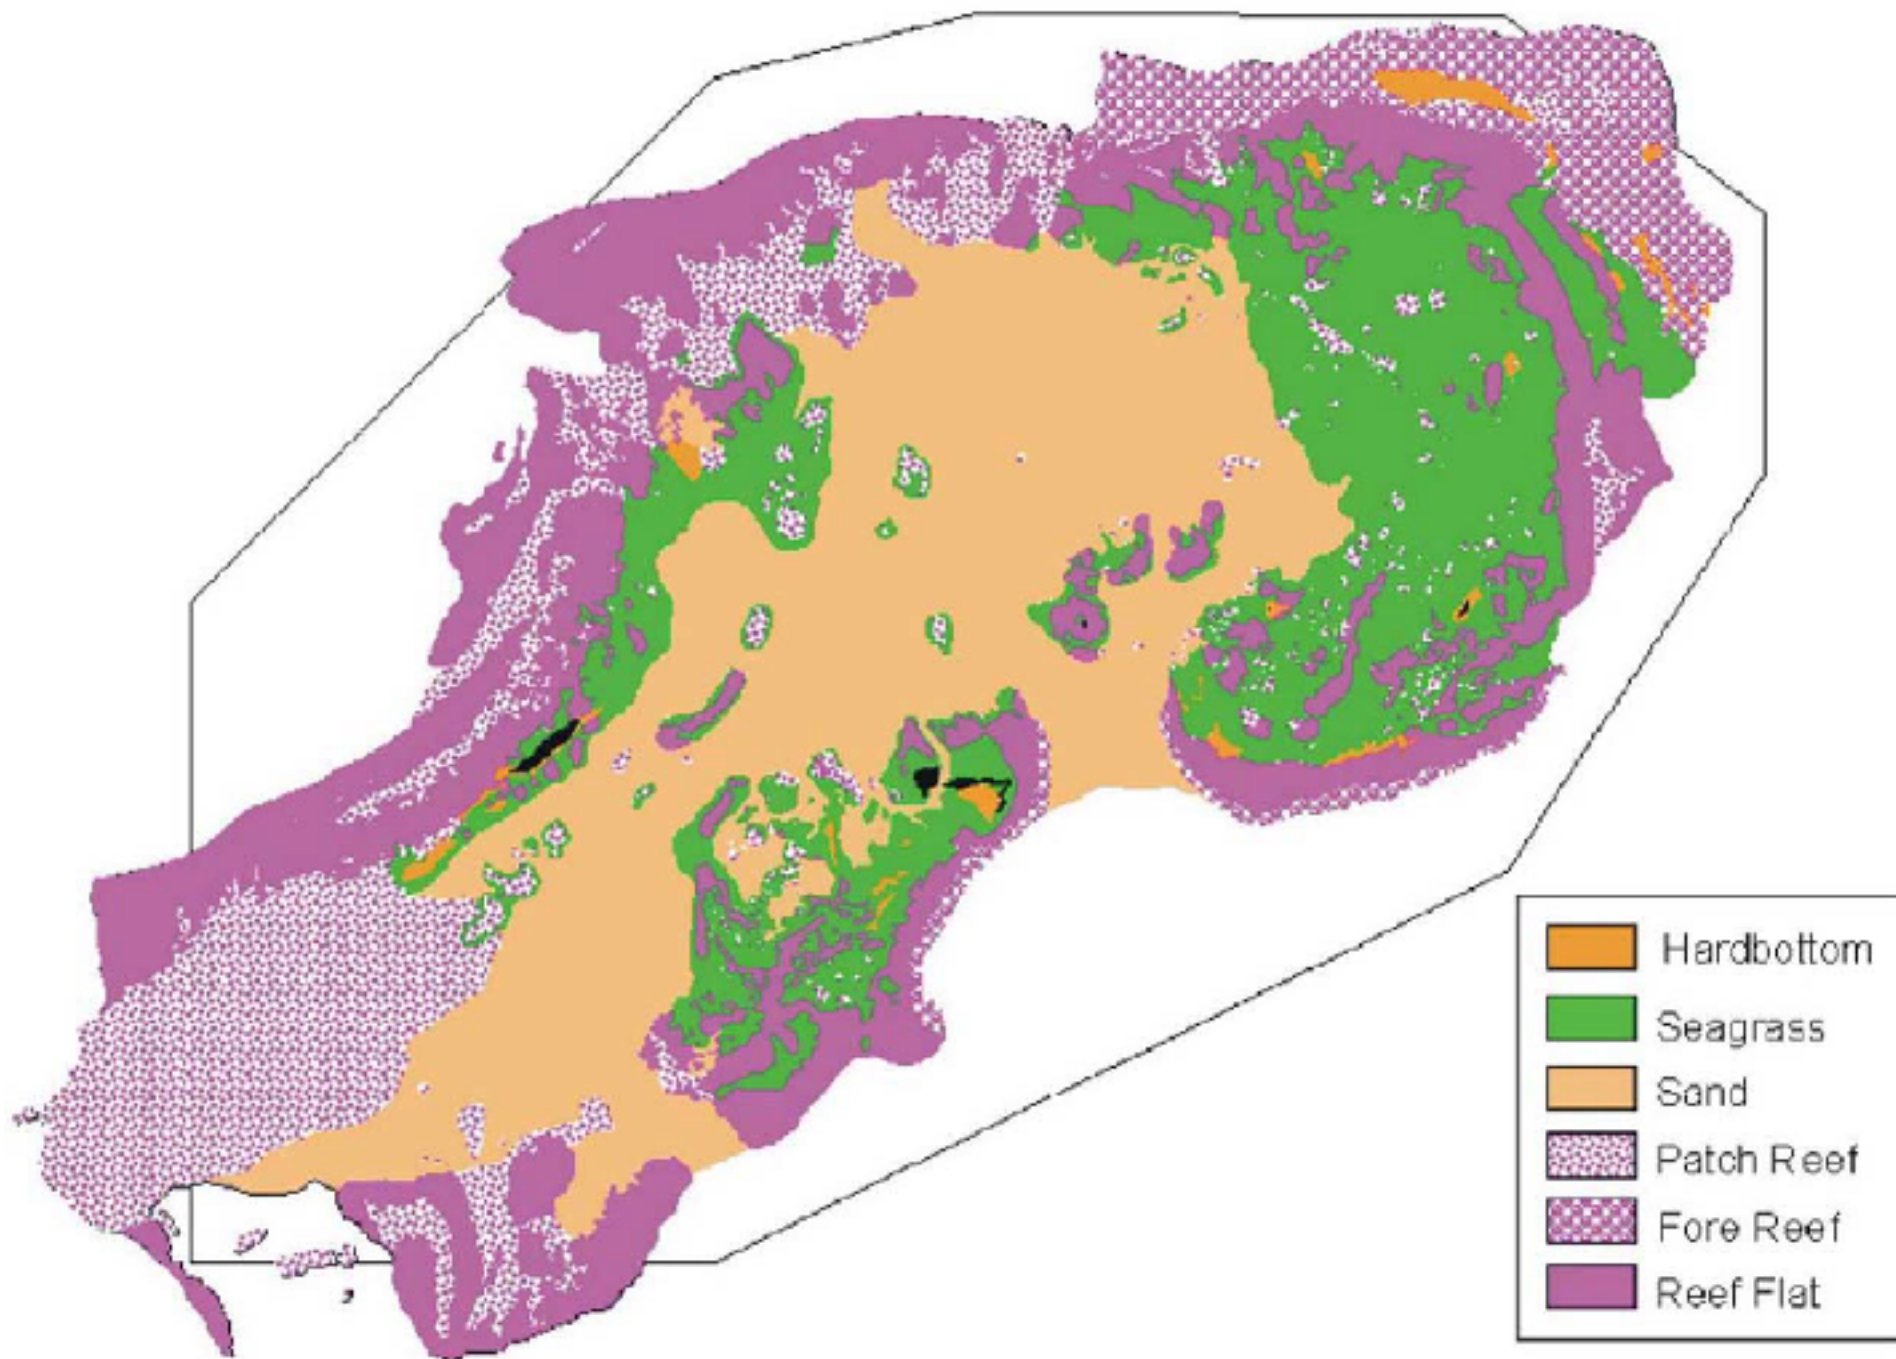 Hardbottom
Seagrass
Sand
Patch Reef
Fore Reef
Reef Flat